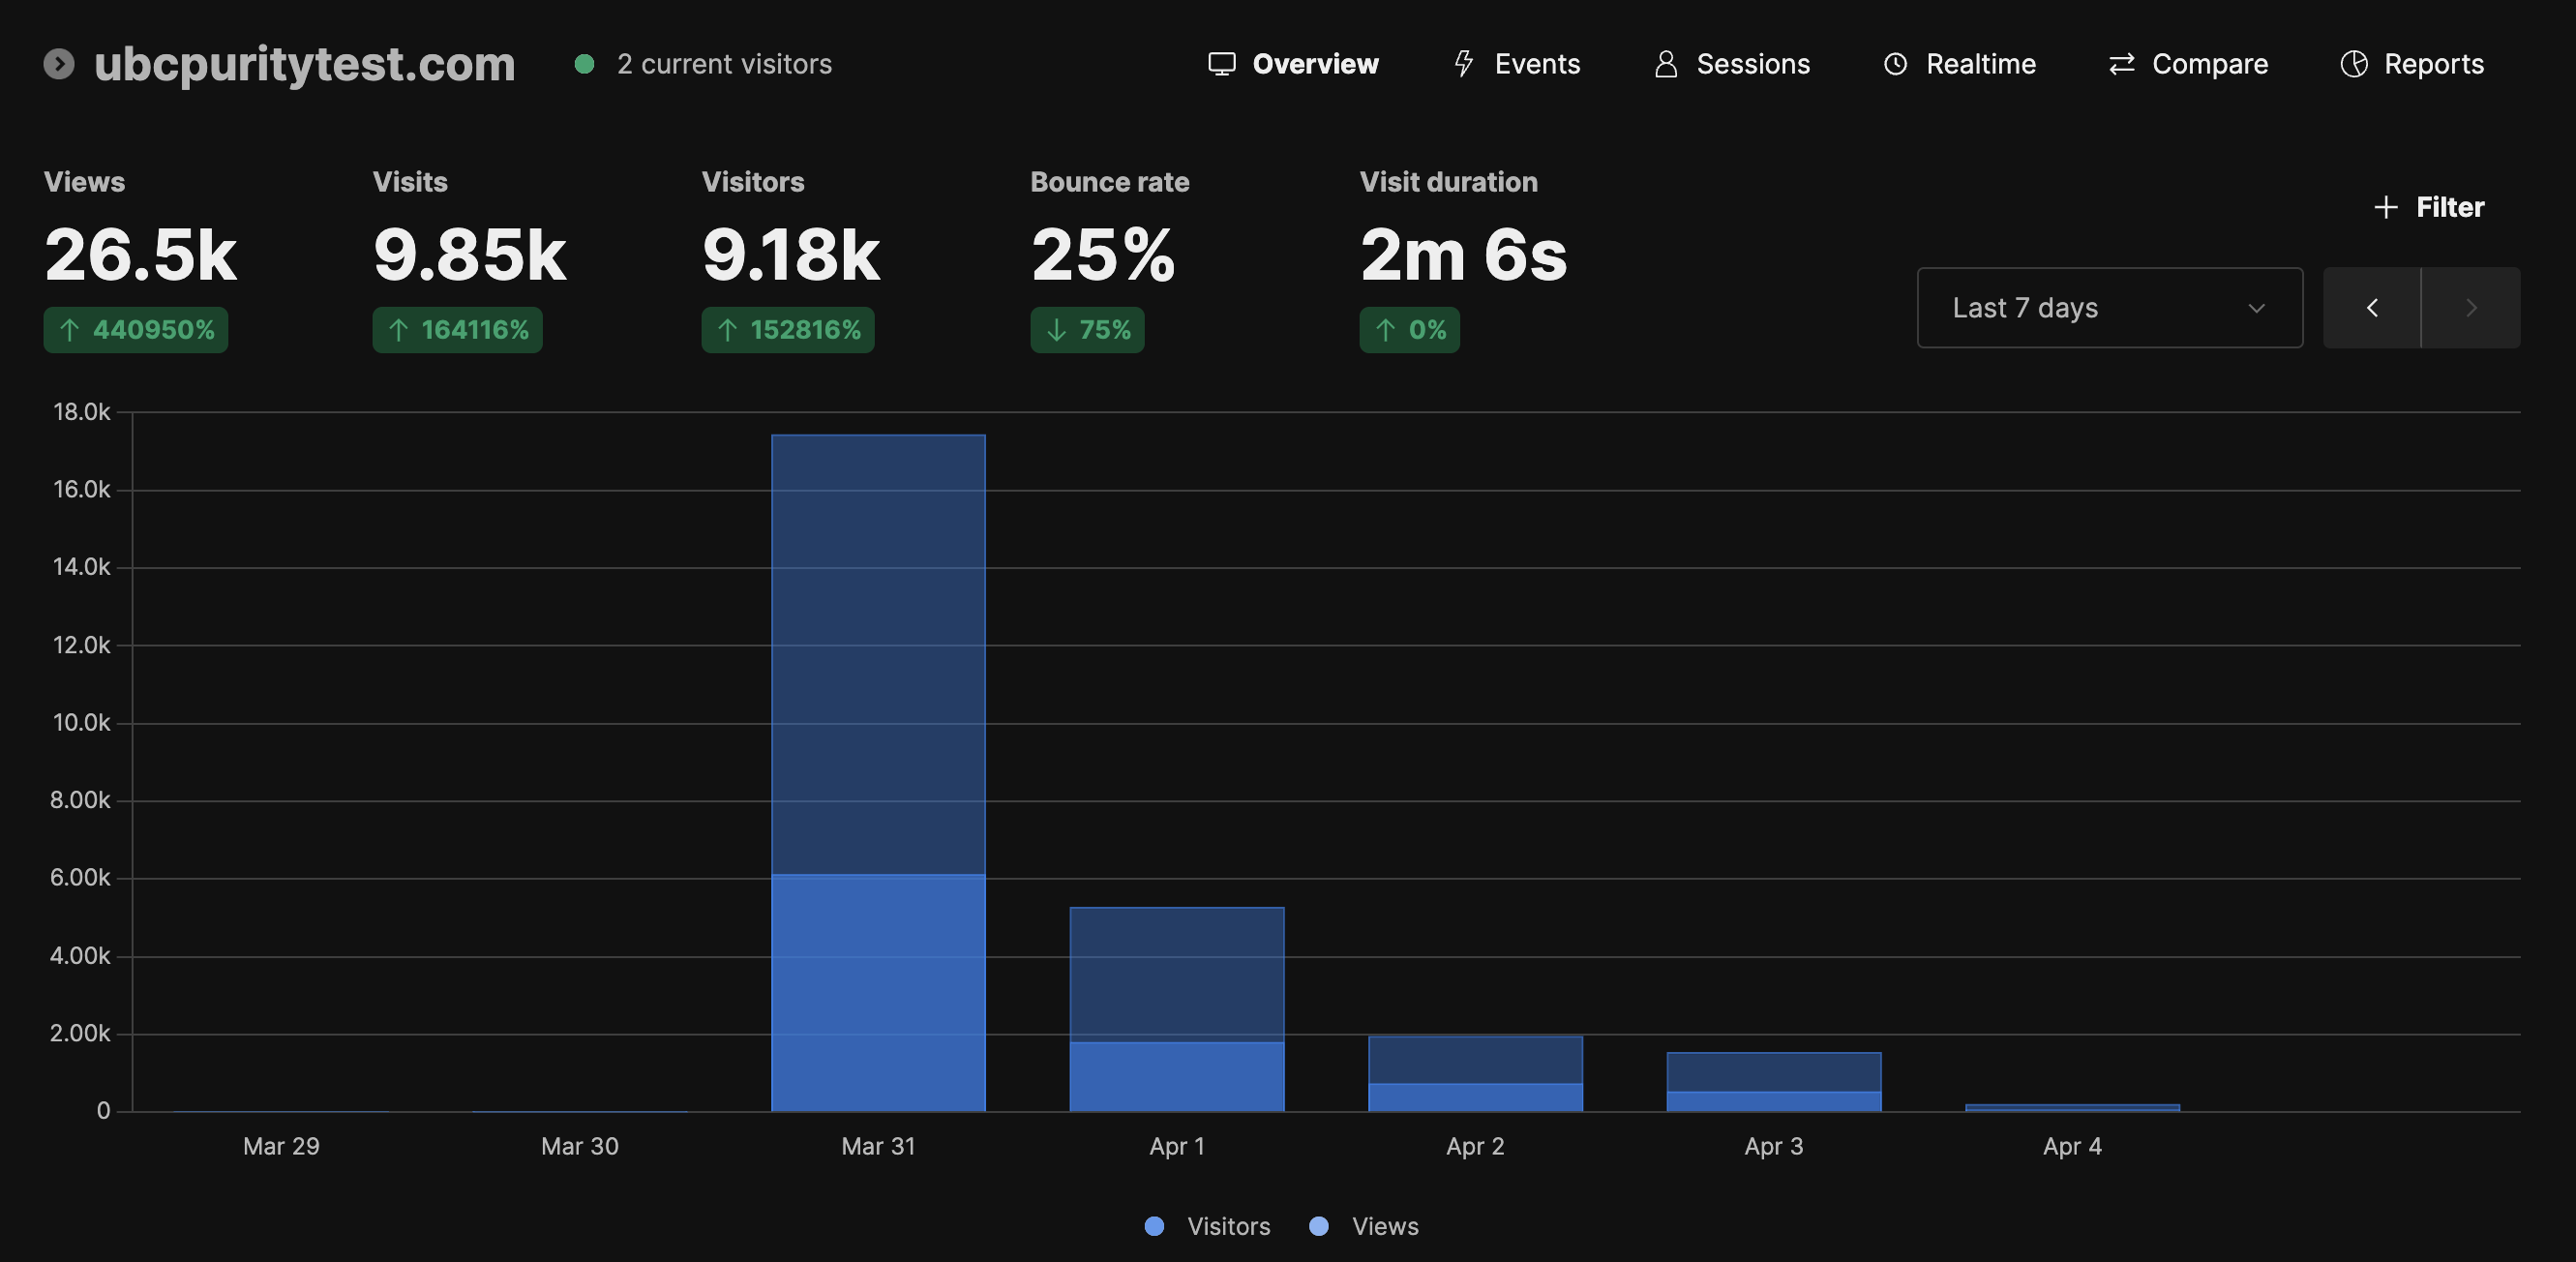 ubcpuritytest.com
2 current visitors
Overview
Events
Sessions
Realtime
Compare
Reports
Views
26.5k
440950%
Visits
9.85k
164116%
Visitors
9.18k
152816%
Bounce rate
25%
75%
Visit duration
2m 6s
0%
Filter
Last 7 days
18.0k
16.0k
14.0k
12.0k
10.0k
8.00k
6.00k
4.00k
2.00k
0
Mar 29
Mar 30
Mar 31
Apr 1
Apr 2
Apr 3
Apr 4
Visitors
Views